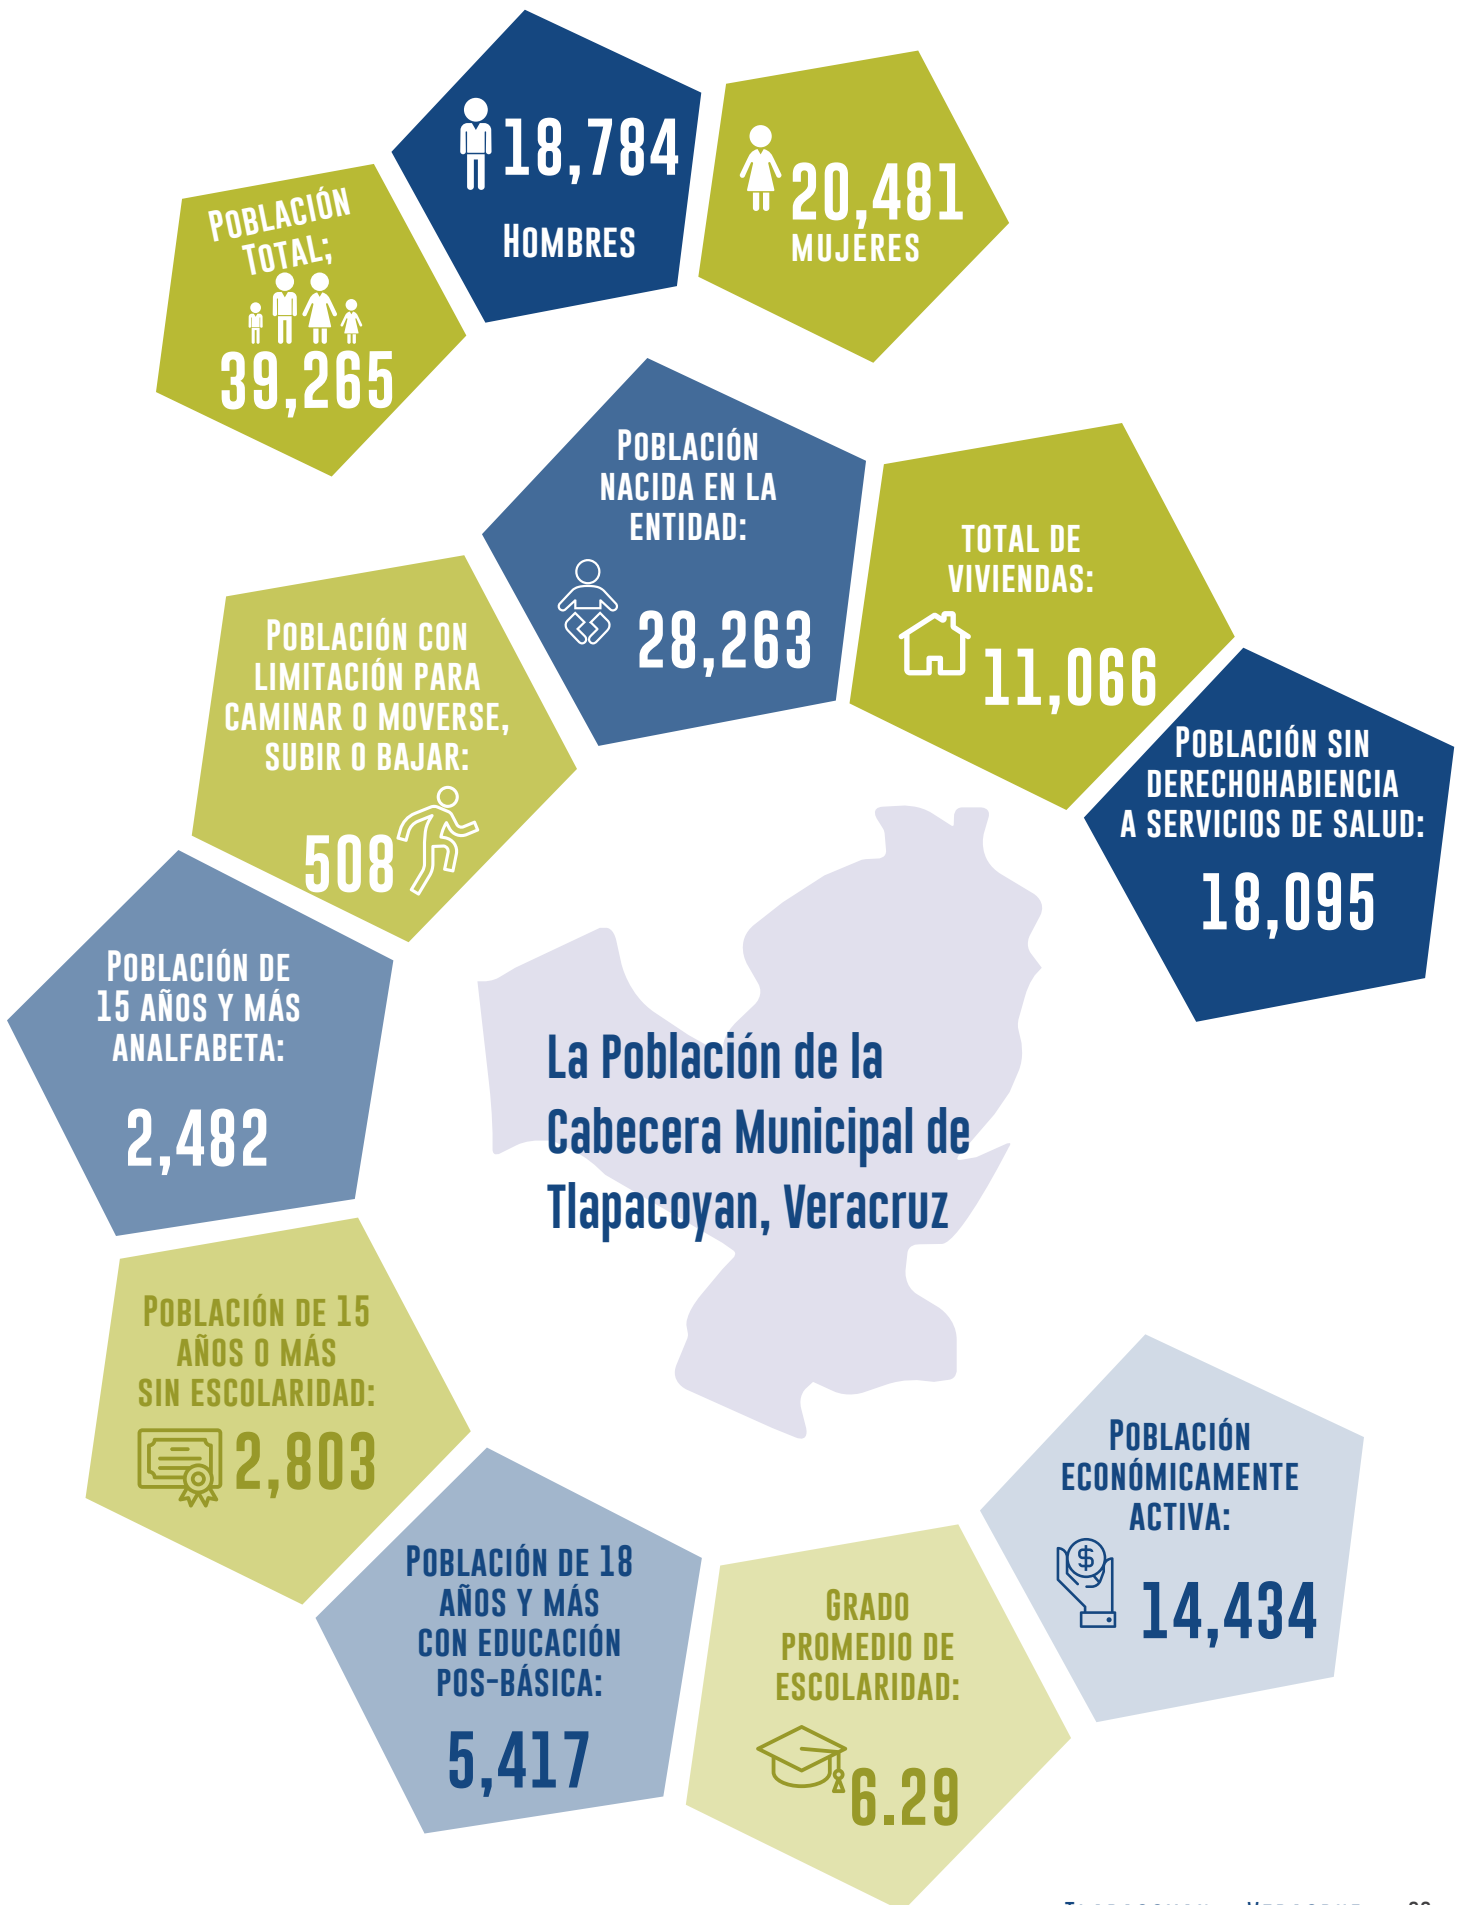 18,784
HOMBRES
20,481
MUJERES
POBLACIÓN
TOTAL;
39,265
POBLACIÓN
NACIDA EN LA
ENTIDAD:
28,263
TOTAL DE
VIVIENDAS:
11,066
POBLACIÓN CON
LIMITACIÓN PARA
CAMINAR O MOVERSE,
SUBIR O BAJAR:
508
POBLACIÓN SIN
DERECHOHABIENCIA
A SERVICIOS DE SALUD:
18,095
POBLACIÓN DE
15 AÑOS Y MÁS
ANALFABETA:
2,482
La Población de la
Cabecera Municipal de
Tlapacoyan, Veracruz
POBLACIÓN DE 15
AÑOS O MÁS
SIN ESCOLARIDAD:
2,803
POBLACIÓN
ECONÓMICAMENTE
ACTIVA:
14,434
POBLACIÓN DE 18
AÑOS Y MÁS
CON EDUCACIÓN
POS-BÁSICA:
5,417
GRADO
PROMEDIO DE
ESCOLARIDAD:
6.29